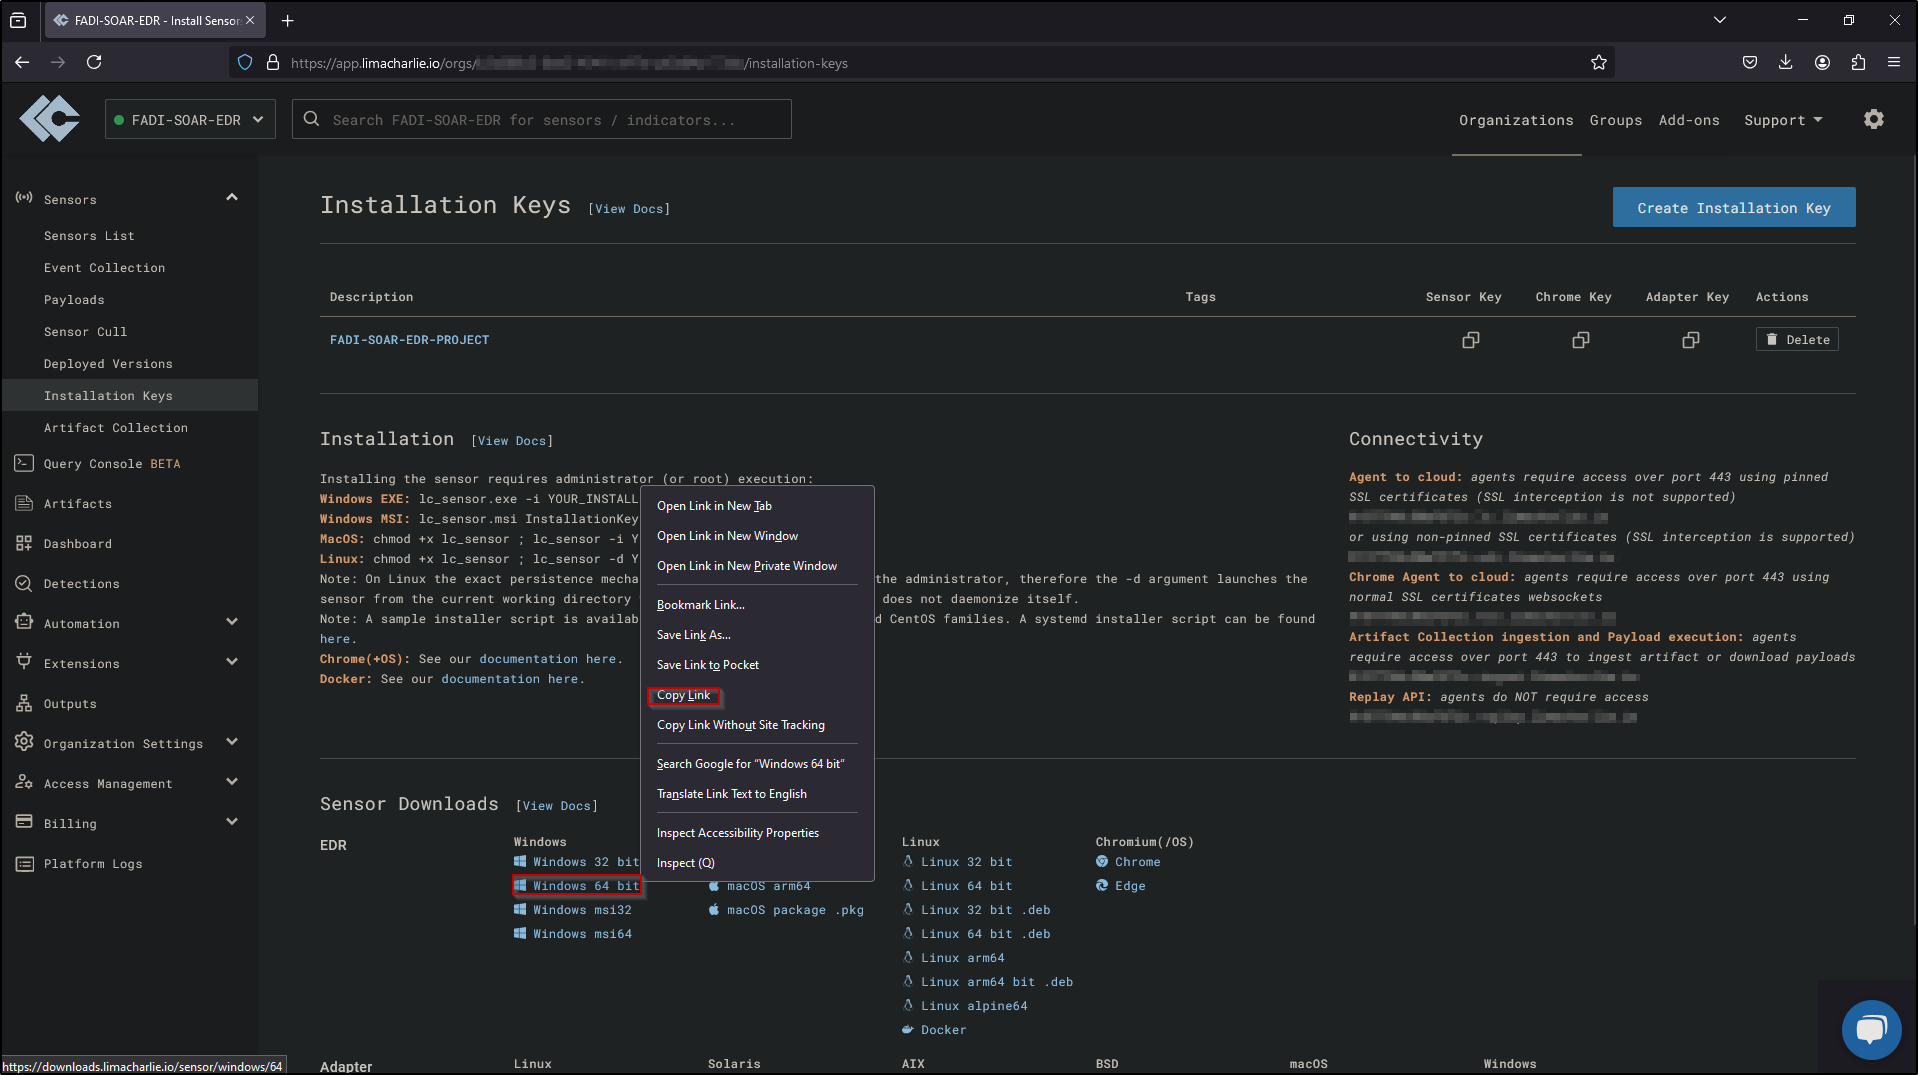 FADI-SOAR-EDR - Install Sensor
https://app.limacharlie.io/orgs/ /installation-keys
FADI-SOAR-EDR
Search FADI-SOAR-EDR for sensors / indicators...
Organizations
Groups
Add-ons
Support
Sensors
Sensors List
Event Collection
Payloads
Sensor Cull
Deployed Versions
Installation Keys
Artifact Collection
Query Console BETA
Artifacts
Dashboard
Detections
Automation
Extensions
Outputs
Organization Settings
Access Management
Billing
Platform Logs
Installation Keys [View Docs]
Create Installation Key
Description Tags Sensor Key Chrome Key Adapter Key Actions
FADI-SOAR-EDR-PROJECT Delete
Installation [View Docs]
Installing the sensor requires administrator (or root) execution:
Windows EXE: lc_sensor.exe -i YOUR_INSTALL
Windows MSI: lc_sensor.msi InstallationKey
MacOS: chmod +x lc_sensor ; lc_sensor -i Y
Linux: chmod +x lc_sensor ; lc_sensor -d Y
Note: On Linux the exact persistence mecha the administrator, therefore the -d argument launches the
sensor from the current working directory does not daemonize itself.
Note: A sample installer script is availab d CentOS families. A systemd installer script can be found
here.
Chrome(+OS): See our documentation here.
Docker: See our documentation here.
Connectivity
Agent to cloud: agents require access over port 443 using pinned
SSL certificates (SSL interception is not supported)
or using non-pinned SSL certificates (SSL interception is supported)
Chrome Agent to cloud: agents require access over port 443 using
normal SSL certificates websockets
Artifact Collection ingestion and Payload execution: agents
require access over port 443 to ingest artifact or download payloads
Replay API: agents do NOT require access
Open Link in New Tab
Open Link in New Window
Open Link in New Private Window
Bookmark Link...
Save Link As...
Save Link to Pocket
Copy Link
Copy Link Without Site Tracking
Search Google for “Windows 64 bit”
Translate Link Text to English
Inspect Accessibility Properties
Inspect (Q)
Sensor Downloads [View Docs]
EDR
Windows
Windows 32 bit
Windows 64 bit
Windows msi32
Windows msi64
macOS arm64
macOS package .pkg
Linux
Linux 32 bit
Linux 64 bit
Linux 32 bit .deb
Linux 64 bit .deb
Linux arm64
Linux arm64 bit .deb
Linux alpine64
Docker
Chromium(/OS)
Chrome
Edge
Adapter Linux Solaris AIX BSD macOS Windows
https://downloads.limacharlie.io/sensor/windows/64